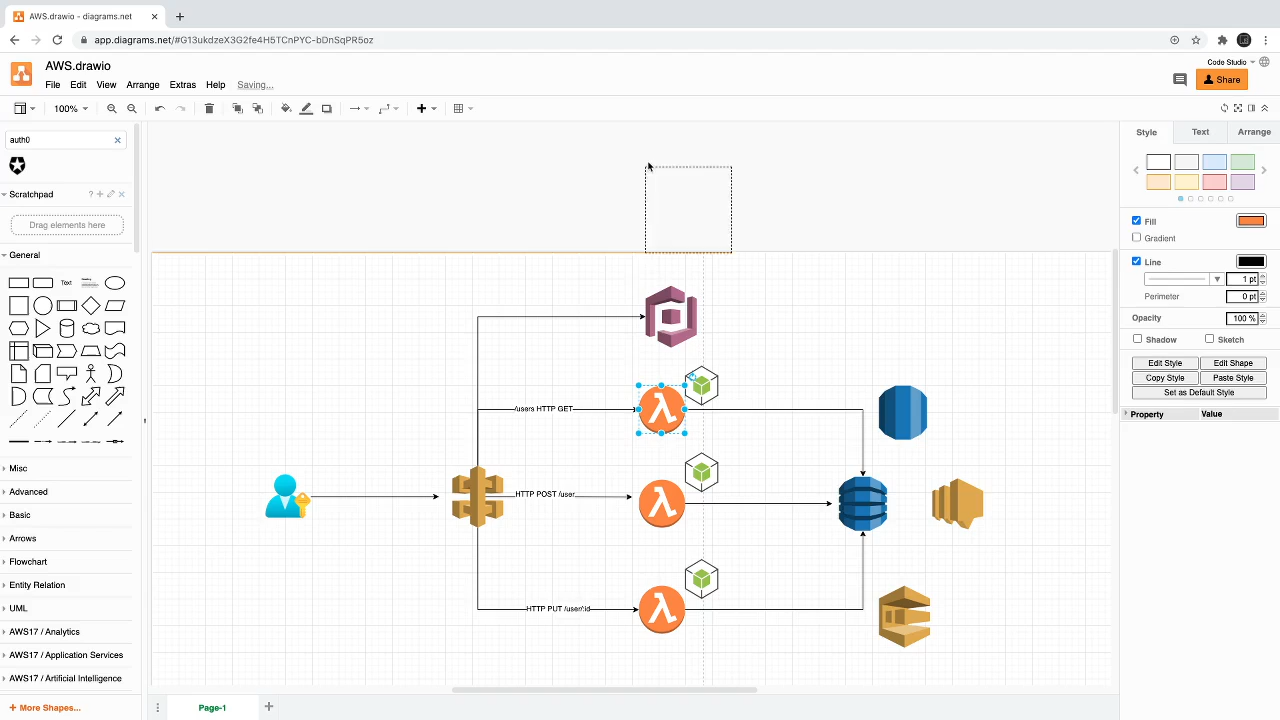 AWS.drawio - diagrams.net
app.diagrams.net/#G13ukdzeX3G2fe4H5TCnPYC-bDnSqPR5oz
AWS.drawio
Code Studio
File Edit View Arrange Extras Help Saving...
Share
100%
auth0
Style Text Arrange
Scratchpad
Drag elements here
General
Text
Heading
Fill
Gradient
Line
1 pt
Perimeter 0 pt
Opacity 100 %
Shadow Sketch
Edit Style Edit Shape
Copy Style Paste Style
Set as Default Style
Property Value
/users HTTP GET
HTTP POST /user
HTTP PUT /user/:id
Misc
Advanced
Basic
Arrows
Flowchart
Entity Relation
UML
AWS17 / Analytics
AWS17 / Application Services
AWS17 / Artificial Intelligence
+ More Shapes...
Page-1